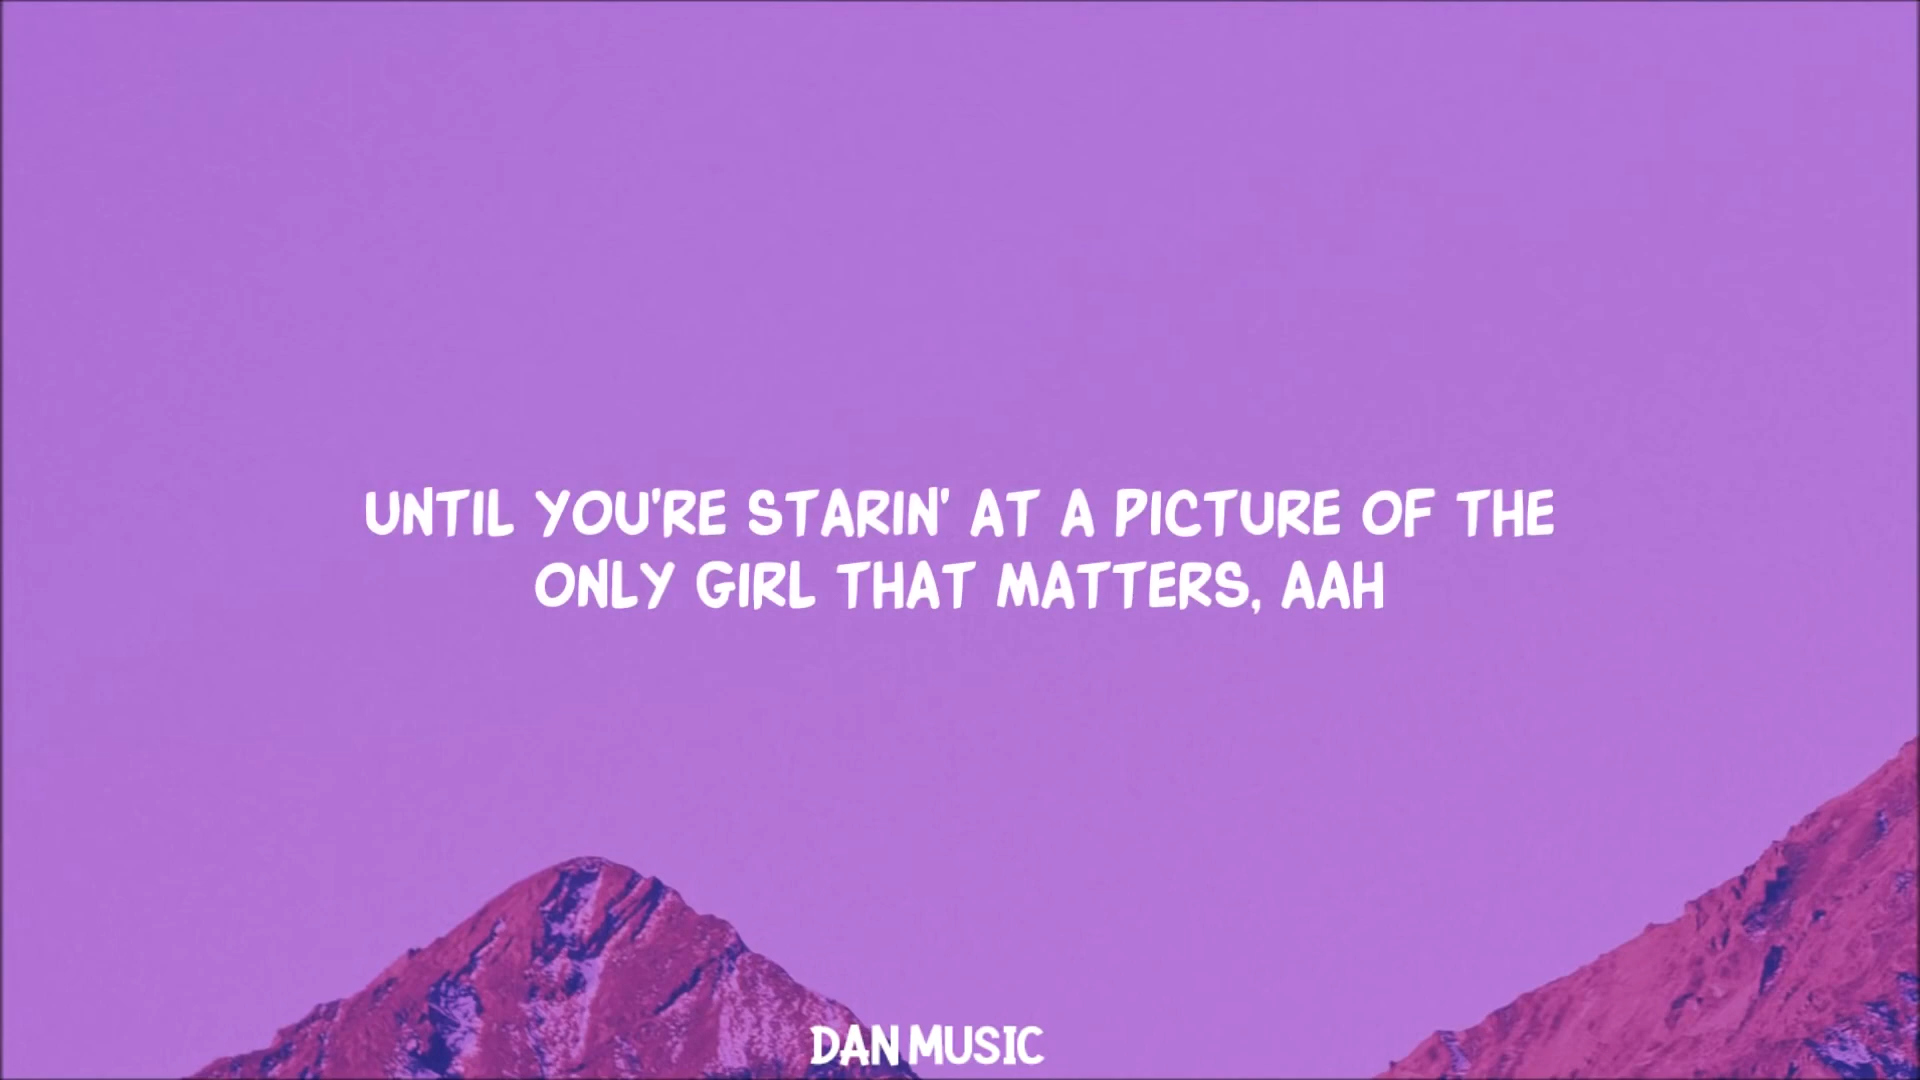 UNTIL YOU'RE STARIN' AT A PICTURE OF THE
ONLY GIRL THAT MATTERS, AAH
DAN MUSIC